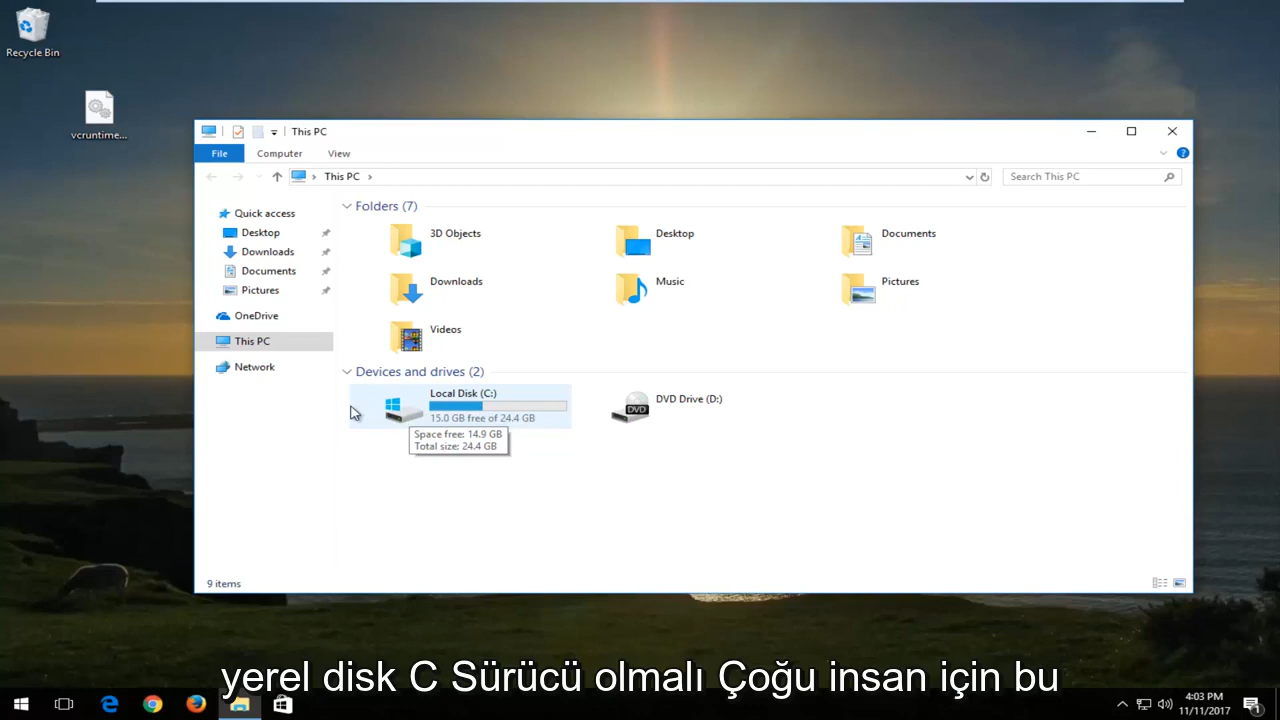 Recycle Bin
vcruntime...
This PC
File Computer View
This PC
Search This PC
Quick access
Desktop
Downloads
Documents
Pictures
OneDrive
This PC
Network
Folders (7)
3D Objects
Desktop
Documents
Downloads
Music
Pictures
Videos
Devices and drives (2)
Local Disk (C:)
15.0 GB free of 24.4 GB
DVD Drive (D:)
DVD
Space free: 14.9 GB
Total size: 24.4 GB
9 items
yerel disk C Sürücü olmalı Çoğu insan için bu
4:03 PM
11/11/2017
1